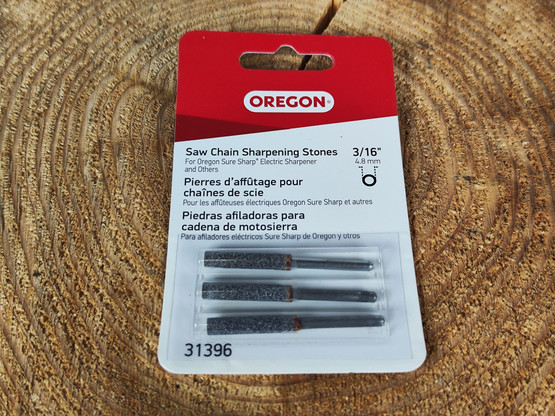 OREGON®
Saw Chain Sharpening Stones
For Oregon Sure Sharp® Electric Sharpener
and Others
3/16"
4.8 mm
Pierres d'affûtage pour
chaînes de scie
Pour les affûteuses électriques Oregon Sure Sharp et autres
Piedras afiladoras para
cadena de motosierra
Para afiladores eléctricos Sure Sharp de Oregon y otros
31396